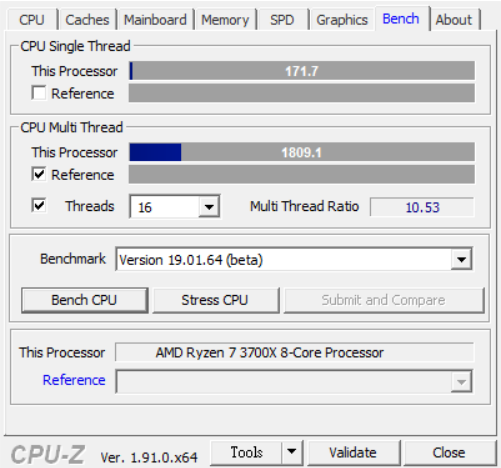 CPU Caches Mainboard Memory SPD Graphics Bench About
CPU Single Thread
This Processor 171.7
Reference
CPU Multi Thread
This Processor 1809.1
Reference
Threads 16 Multi Thread Ratio 10.53
Benchmark Version 19.01.64 (beta)
Bench CPU Stress CPU Submit and Compare
This Processor AMD Ryzen 7 3700X 8-Core Processor
Reference
CPU-Z Ver. 1.91.0.x64 Tools Validate Close